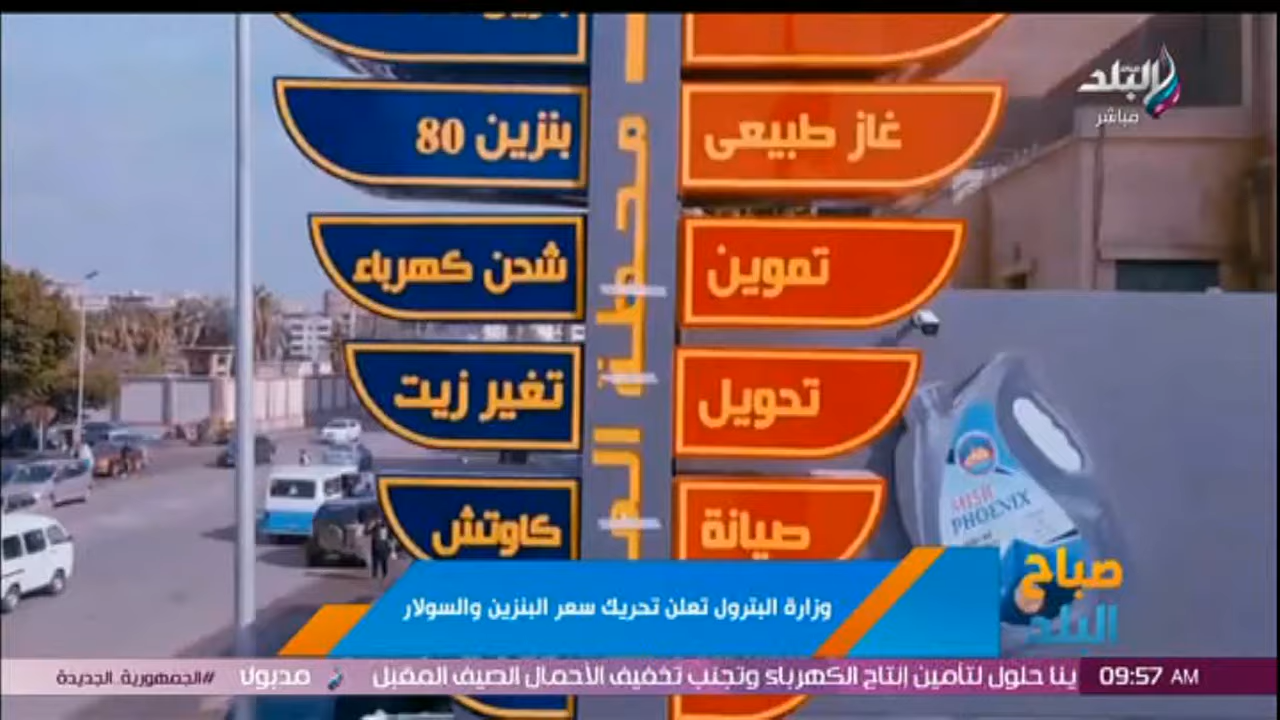 البلد
مباشر
غاز طبيعى
بنزين 80
تموين
شحن كهرباء
تحويل
تغير زيت
صيانة
كاوتش
محطة
MISR
PHOENIX
صباح
البلد
وزارة البترول تعلن تحريك سعر البنزين والسولار
09:57 AM
ينا حلول لتأمين إنتاج الكهرباء وتجنب تخفيف الأحمال الصيف المقبل
مدبولا
#الجمهورية_الجديدة